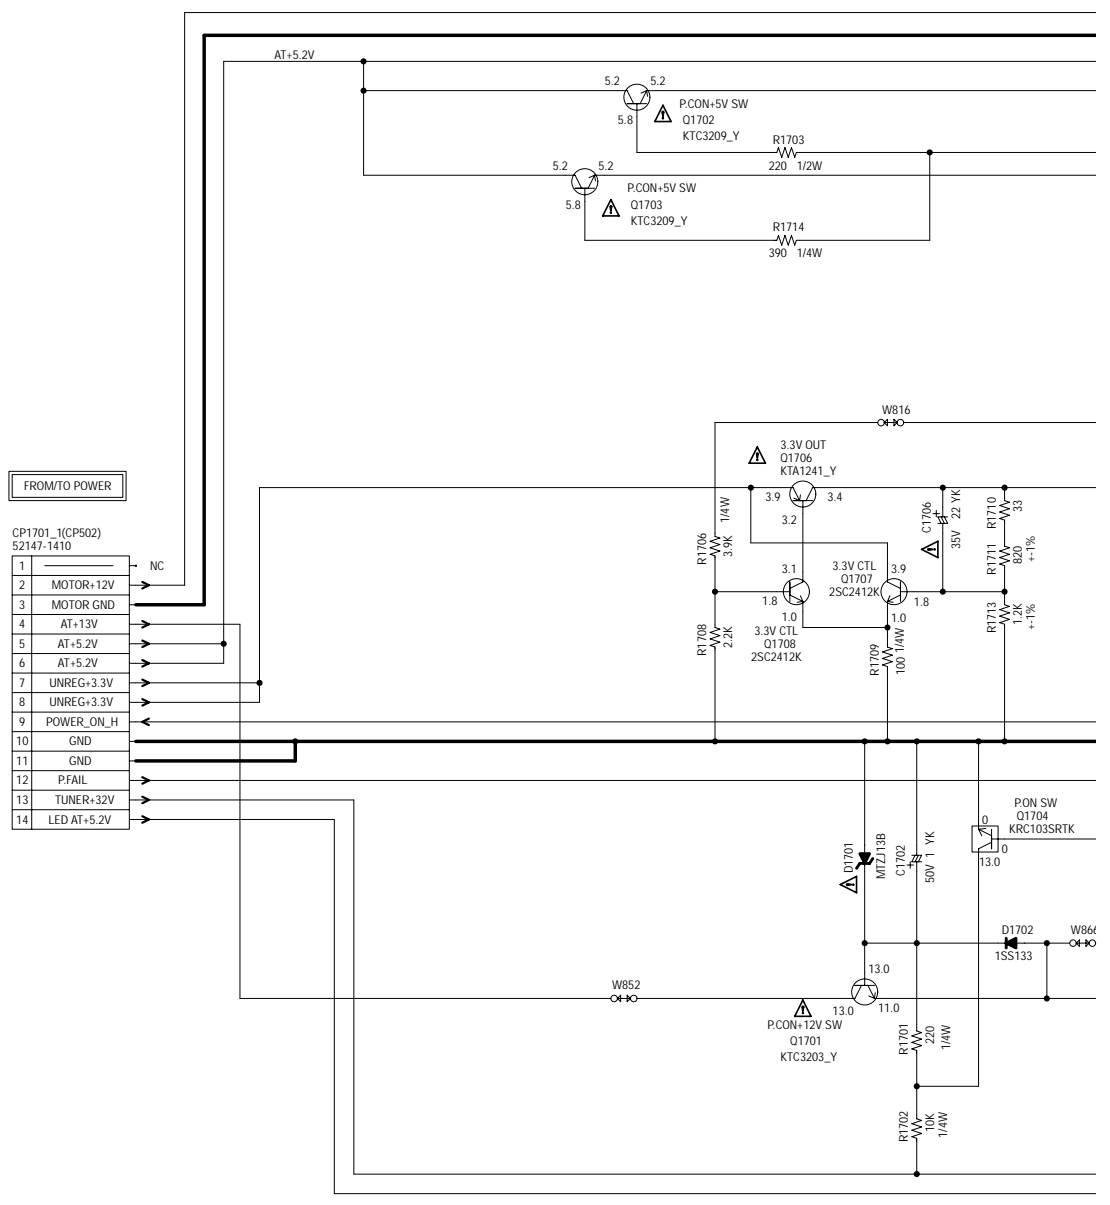 AT+5.2V
5.2 5.2
5.8
P.CON+5V SW
Q1702
KTC3209_Y
R1703
220 1/2W
5.2 5.2
5.8
P.CON+5V SW
Q1703
KTC3209_Y
R1714
390 1/4W
W816
3.3V OUT
Q1706
KTA1241_Y
3.9 3.4
3.2
R1706
3.9K
1/4W
C1706
+
22 YK
35V
R1710
33
R1711
820
+-1%
R1713
1.2K
+-1%
3.1
1.8
1.0
3.3V CTL
Q1707
2SC2412K
3.9
1.8
1.0
3.3V CTL
Q1708
2SC2412K
R1708
2.2K
R1709
100 1/4W
FROM/TO POWER
CP1701_1(CP502)
52147-1410
1 NC
2 MOTOR+12V
3 MOTOR GND
4 AT+13V
5 AT+5.2V
6 AT+5.2V
7 UNREG+3.3V
8 UNREG+3.3V
9 POWER_ON_H
10 GND
11 GND
12 P.FAIL
13 TUNER+32V
14 LED AT+5.2V
D1701
MTZJ13B
C1702
+
50V 1 YK
P.ON SW
Q1704
KRC103SRTK
0
0
13.0
D1702
1SS133
W866
W852
13.0
13.0 11.0
P.CON+12V SW
Q1701
KTC3203_Y
R1701
220
1/4W
R1702
10K
1/4W